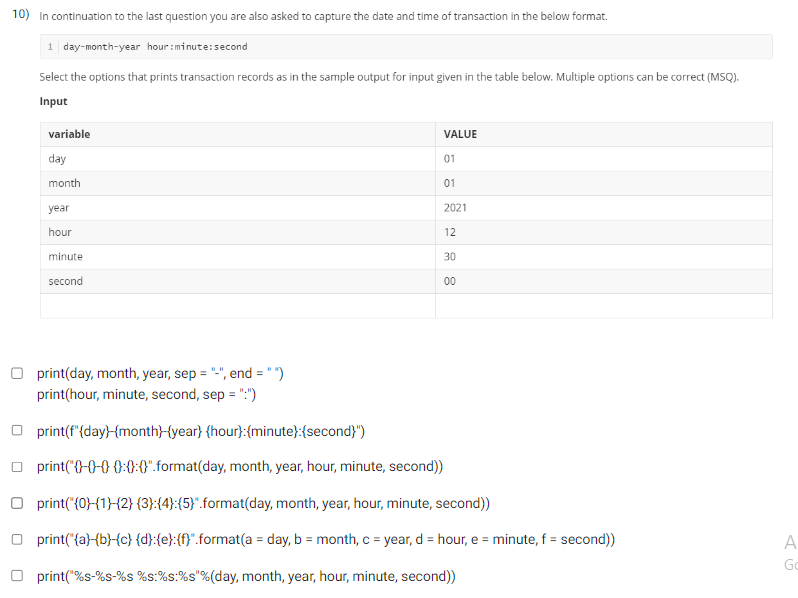 10) In continuation to the last question you are also asked to capture the date and time of transaction in the below format.
1 day-month-year hour:minute:second
Select the options that prints transaction records as in the sample output for input given in the table below. Multiple options can be correct (MSQ).
Input
variable VALUE
day 01
month 01
year 2021
hour 12
minute 30
second 00
print(day, month, year, sep = "-", end = " ")
print(hour, minute, second, sep = ":")
print(f"{day}-{month}-{year} {hour}:{minute}:{second}")
print("{}-{}-{} {}:{}:{}".format(day, month, year, hour, minute, second))
print("{0}-{1}-{2} {3}:{4}:{5}".format(day, month, year, hour, minute, second))
print("{a}-{b}-{c} {d}:{e}:{f}".format(a = day, b = month, c = year, d = hour, e = minute, f = second))
A
Go
print("%s-%s-%s %s:%s:%s"%(day, month, year, hour, minute, second))